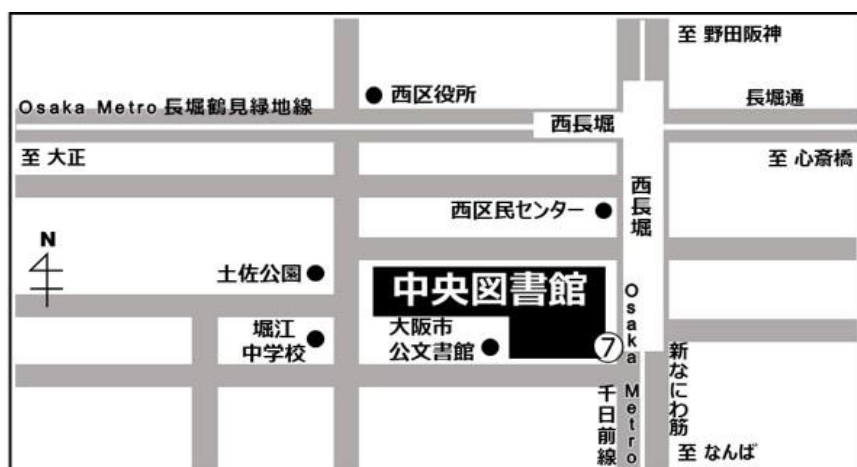 至 野田阪神
Osaka Metro 長堀鶴見緑地線
西区役所
長堀通
西長堀
至 大正
至 心斎橋
西長堀
西区民センター
N
土佐公園
中央図書館
堀江
中学校
大阪市
公文書館
7
Osaka Metro
千日前線
新なにわ筋
至 なんば